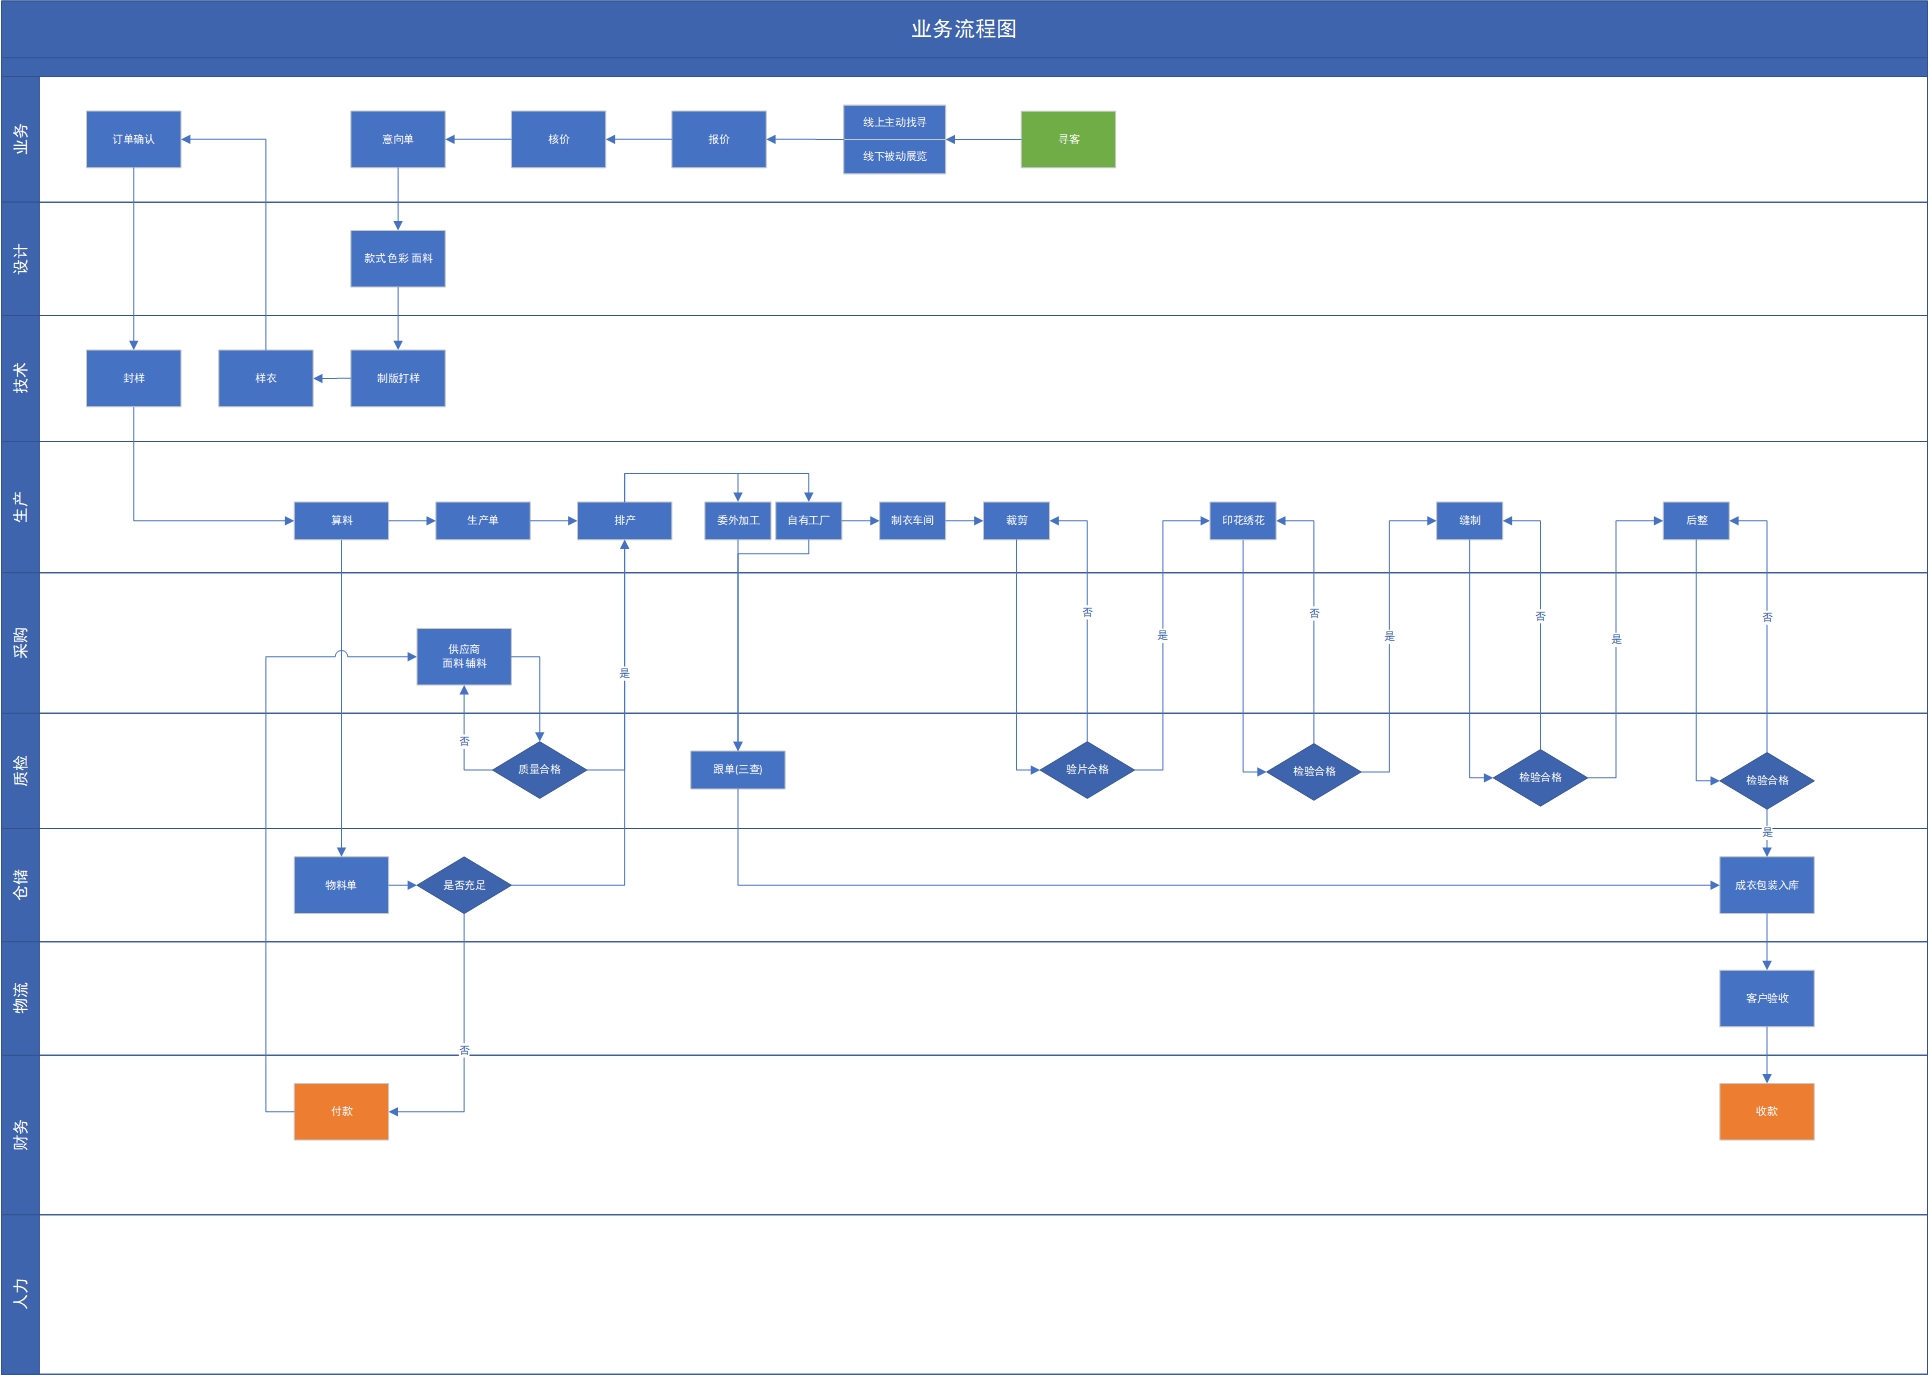 业务流程图
业务
订单确认
意向单
核价
报价
线上主动找寻
线下被动展览
寻客
设计
款式色彩 面料
技术
封样
样衣
制版打样
生产
算料
生产单
排产
委外加工
自有工厂
制衣车间
裁剪
印花绣花
缝制
后整
采购
供应商
面料 辅料
是
否
是
否
是
否
是
否
质检
否
质量合格
跟单(三查)
验片合格
检验合格
检验合格
检验合格
是
仓储
物料单
是否充足
成衣包装入库
物流
客户验收
否
财务
付款
收款
人力